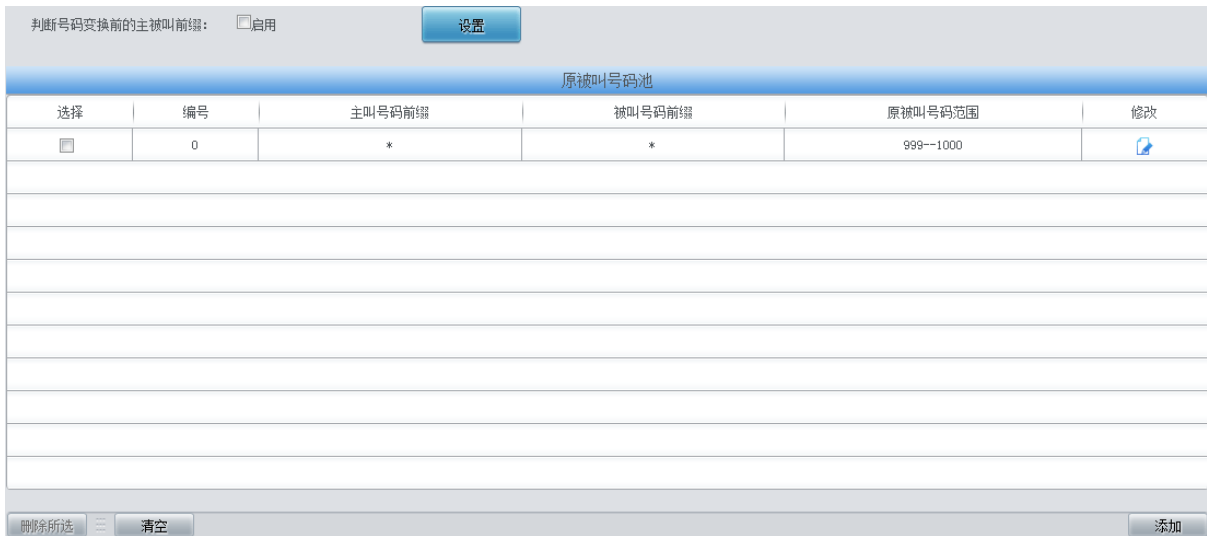 判断号码变换前的主被叫前缀： 启用 设置
原被叫号码池
选择 编号 主叫号码前缀 被叫号码前缀 原被叫号码范围 修改
0 * * 999--1000
删除所选 清空 添加